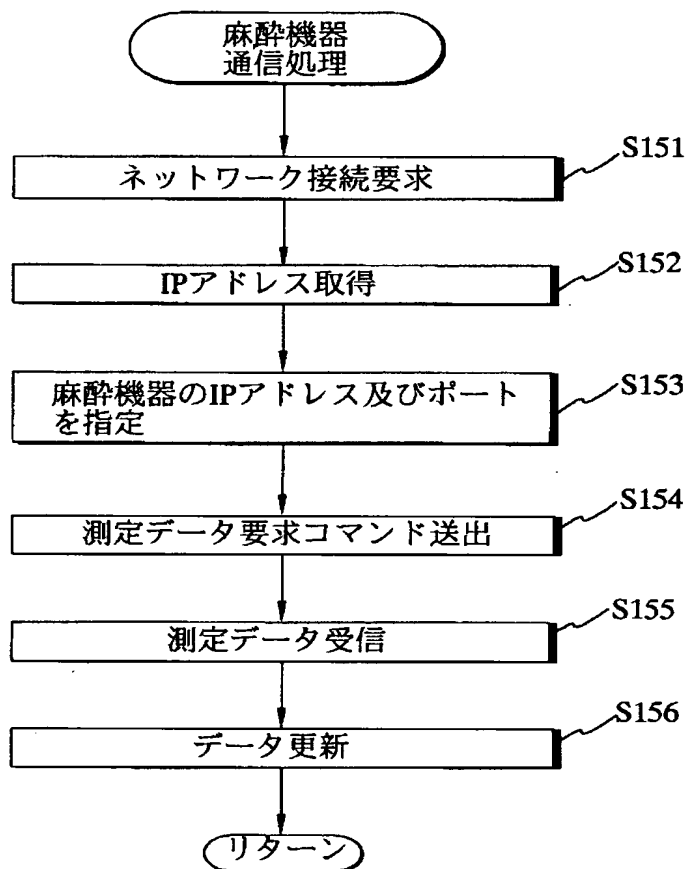 麻酔機器
通信処理
S151
ネットワーク接続要求
S152
IPアドレス取得
S153
麻酔機器のIPアドレス及びポート
を指定
S154
測定データ要求コマンド送出
S155
測定データ受信
S156
データ更新
リターン